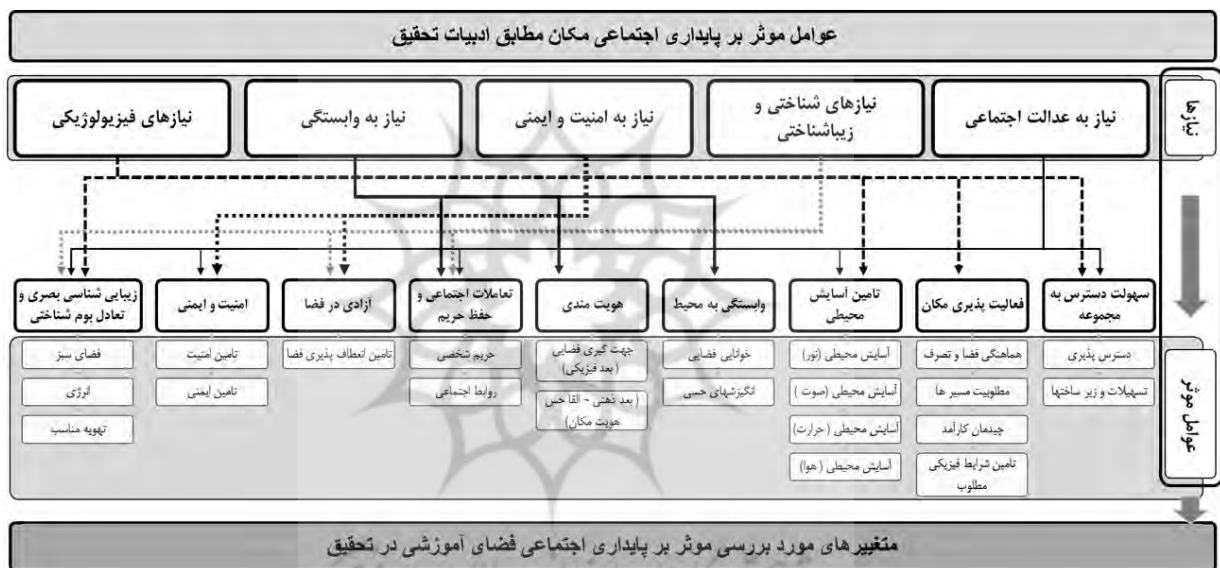 عوامل موثر بر پایداری اجتماعی مکان مطابق ادبیات تحقیق
نیازها
نیاز به عدالت اجتماعی
نیازهای شناختی و
زیباشناختی
نیاز به امنیت و ایمنی
نیاز به وابستگی
نیازهای فیزیولوژیکی
سهولت دسترس به
مجموعه
فعالیت پذیری مکان
تامین آسایش
محیطی
وابستگی به محیط
هویت مندی
تعاملات اجتماعی و
حفظ حریم
آزادی در فضا
امنیت و ایمنی
زیبایی شناسی بصری و
تعادل بوم شناختی
عوامل موثر
دسترس پذیری
تسهیلات و زیر ساختها
هماهنگی فضا و تصرف
مطلوبیت مسیر ها
چیدمان کارآمد
تامین شرایط فیزیکی
مطلوب
آسایش محیطی (نور)
آسایش محیطی (صوت )
آسایش محیطی ( حرارت)
آسایش محیطی ( هوا)
خوانایی فضایی
انگیزشهای حسی
جهت گیری فضایی
( بعد فیزیکی)
( بعد ذهنی - القا حس
هویت مکان)
حریم شخصی
روابط اجتماعی
تامین انعطاف پذیری فضا
تامین امنیت
تامین ایمنی
فضای سبز
انرژی
تهویه مناسب
متغییر های مورد بررسی موثر بر پایداری اجتماعی فضای آموزشی در تحقیق